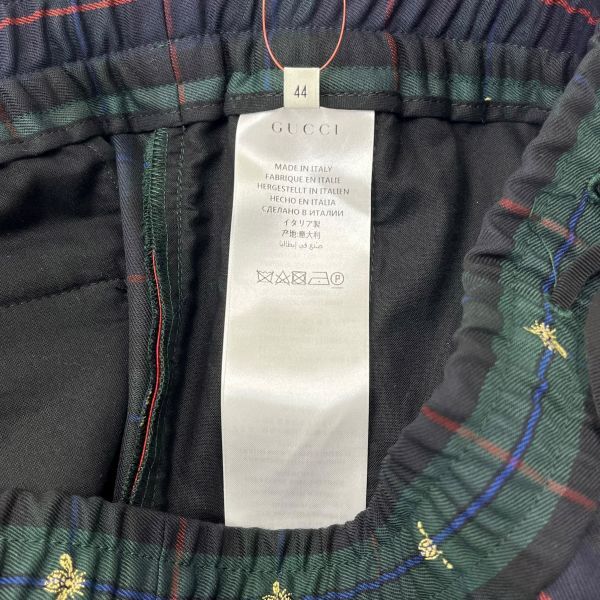 44
GUCCI
MADE IN ITALY
FABRIQUE EN ITALIE
HERGESTELLT IN ITALIEN
HECHO EN ITALIA
СДЕЛАНО В ИТАЛИИ
イタリア製
产地:意大利
صنع في إيطاليا
P